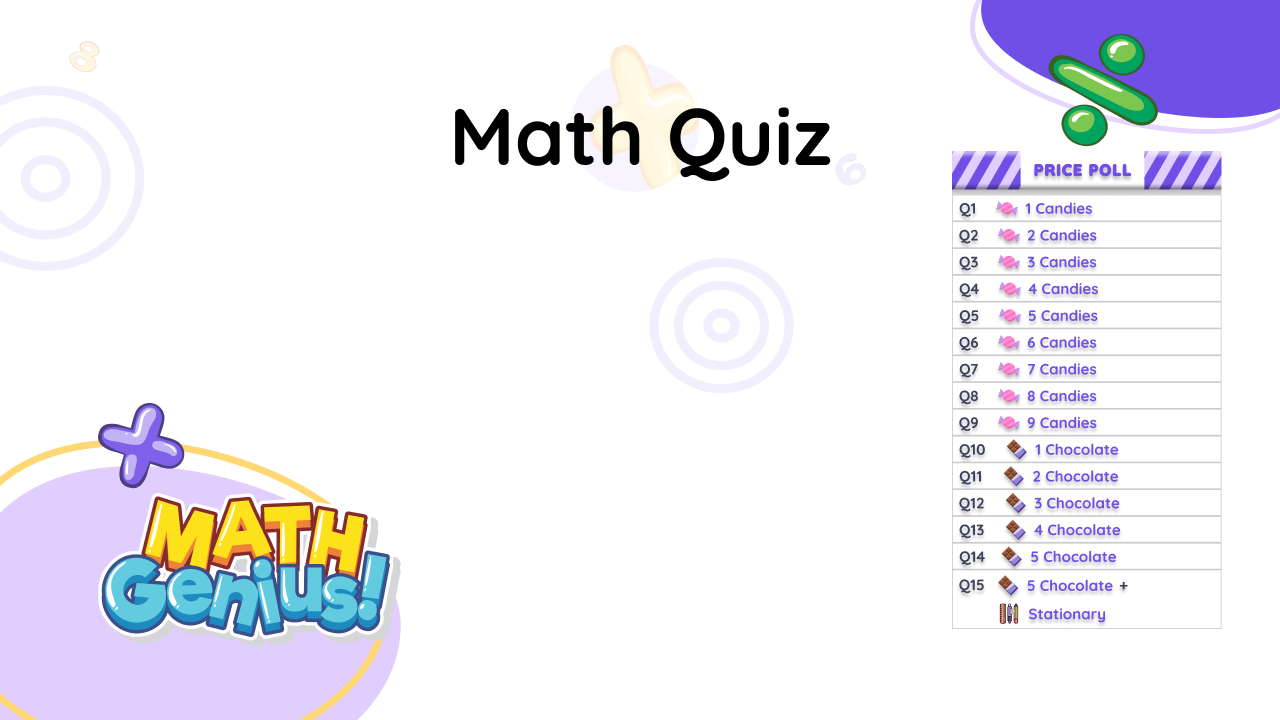 8
Math Quiz
6
PRICE POLL
Q1 1 Candies
Q2 2 Candies
Q3 3 Candies
Q4 4 Candies
Q5 5 Candies
Q6 6 Candies
Q7 7 Candies
Q8 8 Candies
Q9 9 Candies
Q10 1 Chocolate
Q11 2 Chocolate
Q12 3 Chocolate
Q13 4 Chocolate
Q14 5 Chocolate
Q15 5 Chocolate +
Stationary
MATH
Genius!